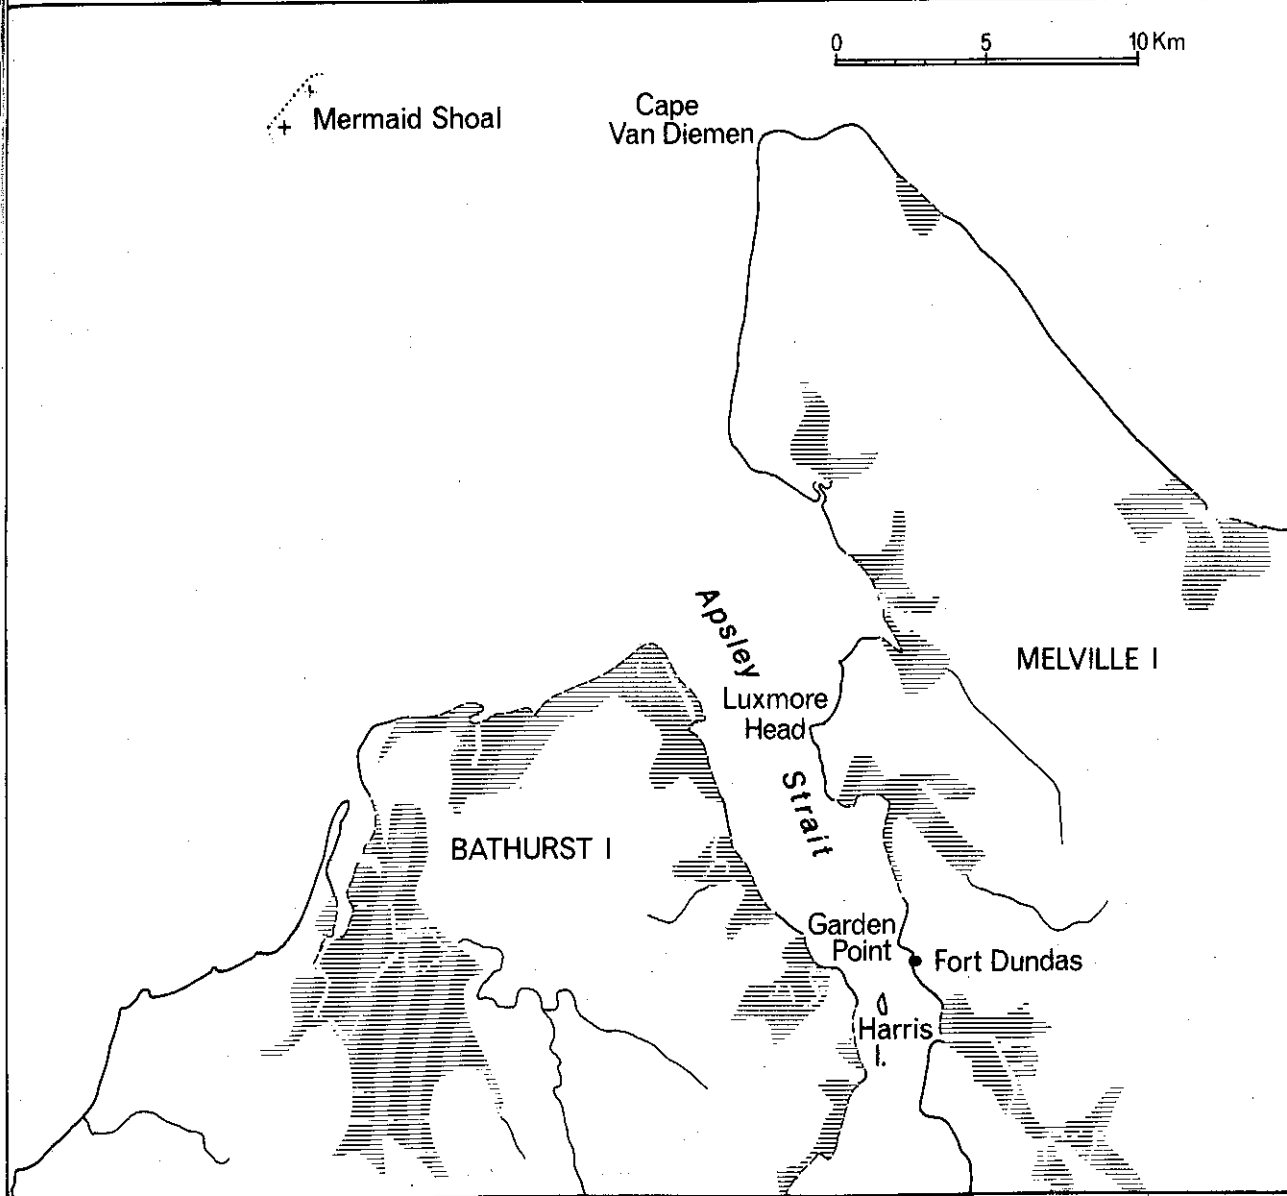 0 5 10 Km
Mermaid Shoal
Cape
Van Diemen
Apsley
MELVILLE I
Luxmore
Head
Strait
BATHURST I
Garden
Point
Fort Dundas
Harris
I.